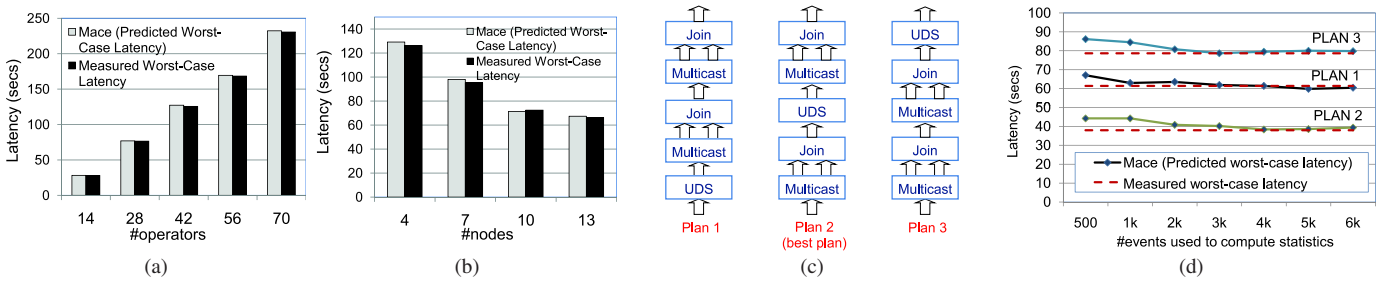 250
200
150
100
50
0
Latency (secs)
Mace (Predicted Worst-
Case Latency)
Measured Worst-Case
Latency
14 28 42 56 70
#operators
(a)
140
120
100
80
60
40
20
0
Latency (secs)
Mace (Predicted Worst-
Case Latency)
Measured Worst-Case
Latency
4 7 10 13
#nodes
(b)
Join
Multicast
Join
Multicast
UDS
Plan 1
Join
Multicast
UDS
Join
Multicast
Plan 2
(best plan)
UDS
Join
Multicast
Join
Multicast
Plan 3
(c)
100
90
80
70
60
50
40
30
20
10
0
Latency (secs)
PLAN 3
PLAN 1
PLAN 2
Mace (Predicted worst-case latency)
Measured worst-case latency
500 1k 2k 3k 4k 5k 6k
#events used to compute statistics
(d)